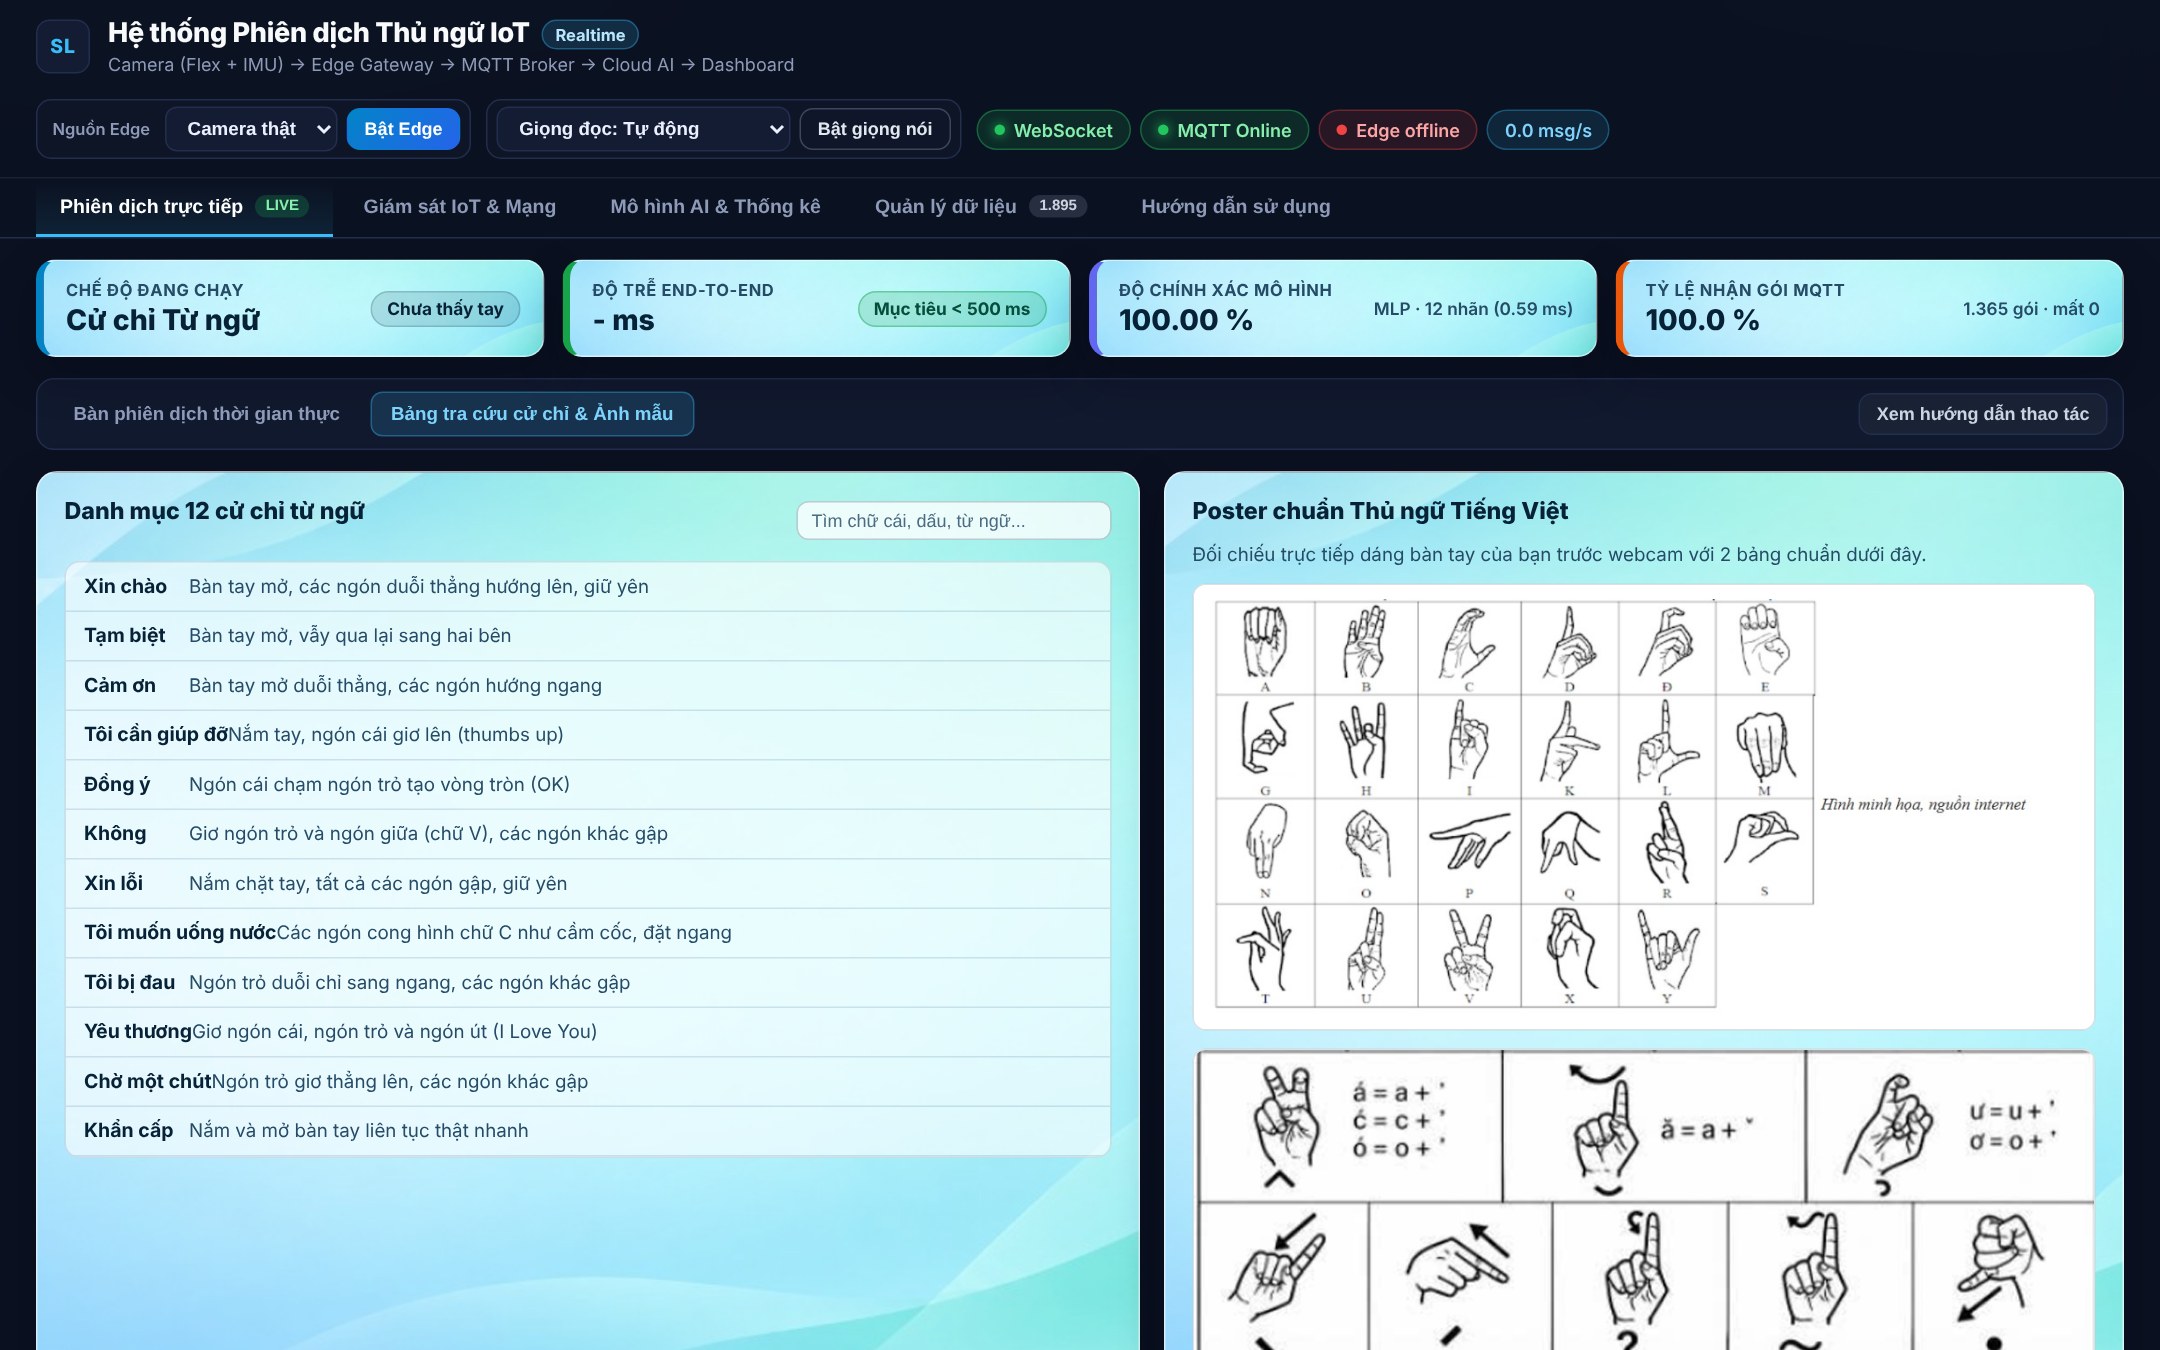 SL
Hệ thống Phiên dịch Thủ ngữ IoT
Realtime
Camera (Flex + IMU) → Edge Gateway → MQTT Broker → Cloud AI → Dashboard
Nguồn Edge
Camera thật
Bật Edge
Giọng đọc: Tự động
Bật giọng nói
WebSocket
MQTT Online
Edge offline
0.0 msg/s
Phiên dịch trực tiếp LIVE
Giám sát IoT & Mạng
Mô hình AI & Thống kê
Quản lý dữ liệu 1.895
Hướng dẫn sử dụng
CHẾ ĐỘ ĐANG CHẠY
Cử chỉ Từ ngữ
Chưa thấy tay
ĐỘ TRỄ END-TO-END
- ms
Mục tiêu < 500 ms
ĐỘ CHÍNH XÁC MÔ HÌNH
100.00 %
MLP · 12 nhãn (0.59 ms)
TỶ LỆ NHẬN GÓI MQTT
100.0 %
1.365 gói · mất 0
Bàn phiên dịch thời gian thực
Bảng tra cứu cử chỉ & Ảnh mẫu
Xem hướng dẫn thao tác
Danh mục 12 cử chỉ từ ngữ
Tìm chữ cái, dấu, từ ngữ...
Xin chào Bàn tay mở, các ngón duỗi thẳng hướng lên, giữ yên
Tạm biệt Bàn tay mở, vẫy qua lại sang hai bên
Cảm ơn Bàn tay mở duỗi thẳng, các ngón hướng ngang
Tôi cần giúp đỡ Nắm tay, ngón cái giơ lên (thumbs up)
Đồng ý Ngón cái chạm ngón trỏ tạo vòng tròn (OK)
Không Giơ ngón trỏ và ngón giữa (chữ V), các ngón khác gập
Xin lỗi Nắm chặt tay, tất cả các ngón gập, giữ yên
Tôi muốn uống nước Các ngón cong hình chữ C như cầm cốc, đặt ngang
Tôi bị đau Ngón trỏ duỗi chỉ sang ngang, các ngón khác gập
Yêu thương Giơ ngón cái, ngón trỏ và ngón út (I Love You)
Chờ một chút Ngón trỏ giơ thẳng lên, các ngón khác gập
Khẩn cấp Nắm và mở bàn tay liên tục thật nhanh
Poster chuẩn Thủ ngữ Tiếng Việt
Đối chiếu trực tiếp dáng bàn tay của bạn trước webcam với 2 bảng chuẩn dưới đây.
A B C D Đ E
G H I K L M
Hình minh họa, nguồn internet
N O P Q R S
T U V X Y
á = a + '
ć = c + '
ó = o + '
ă = a + ˘
ư = u + '
ơ = o + '